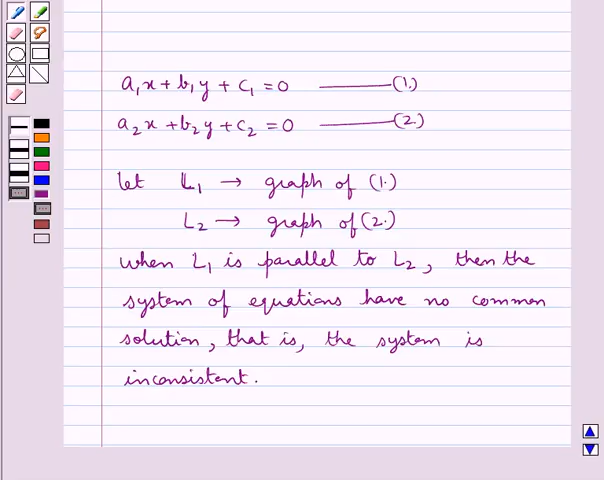 a₁x + b₁y + c₁ = 0 ———(1.)
a₂x + b₂y + c₂ = 0 ———(2.)
let L₁ → graph of (1.)
L₂ → graph of (2.)
when L₁ is parallel to L₂, then the
system of equations have no common
solution, that is, the system is
inconsistent.